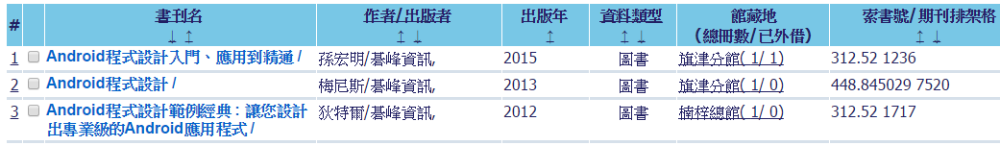 # 書刊名 作者/出版者 出版年 資料類型 館藏地 索書號/期刊排架格
↓ ↑ ↑ ↓ ↑ ↑ ↓ (總冊數/已外借) ↑ ↓
1 Android程式設計入門、應用到精通 / 孫宏明/碁峰資訊, 2015 圖書 旗津分館( 1/ 1) 312.52 1236
2 Android程式設計 / 梅尼斯/碁峰資訊, 2013 圖書 旗津分館( 1/ 0) 448.845029 7520
3 Android程式設計範例經典 : 讓您設計 狄特爾/碁峰資訊, 2012 圖書 楠梓總館( 1/ 0) 312.52 1717
出專業級的Android應用程式 /